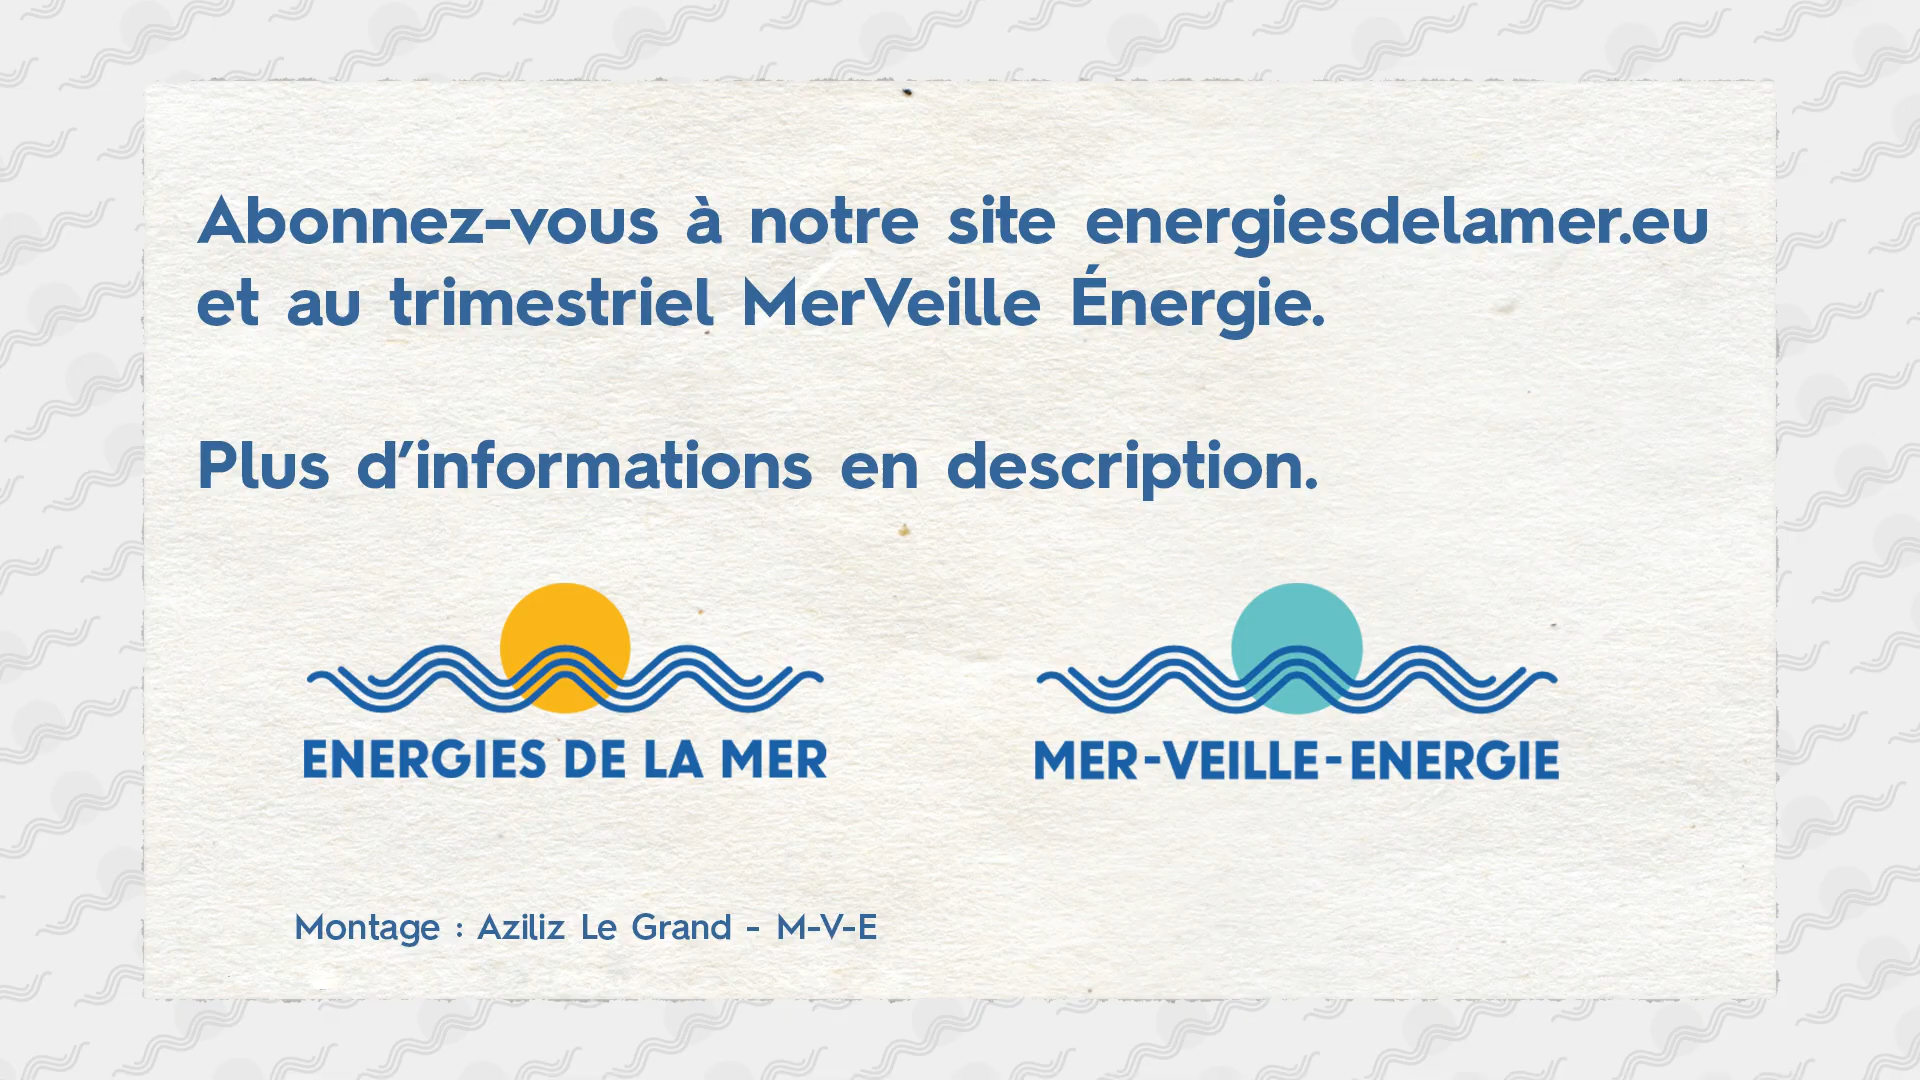 Abonnez-vous à notre site energiesdelamer.eu
et au trimestriel MerVeille Énergie.
Plus d’informations en description.
ENERGIES DE LA MER
MER-VEILLE-ENERGIE
Montage : Aziliz Le Grand - M-V-E